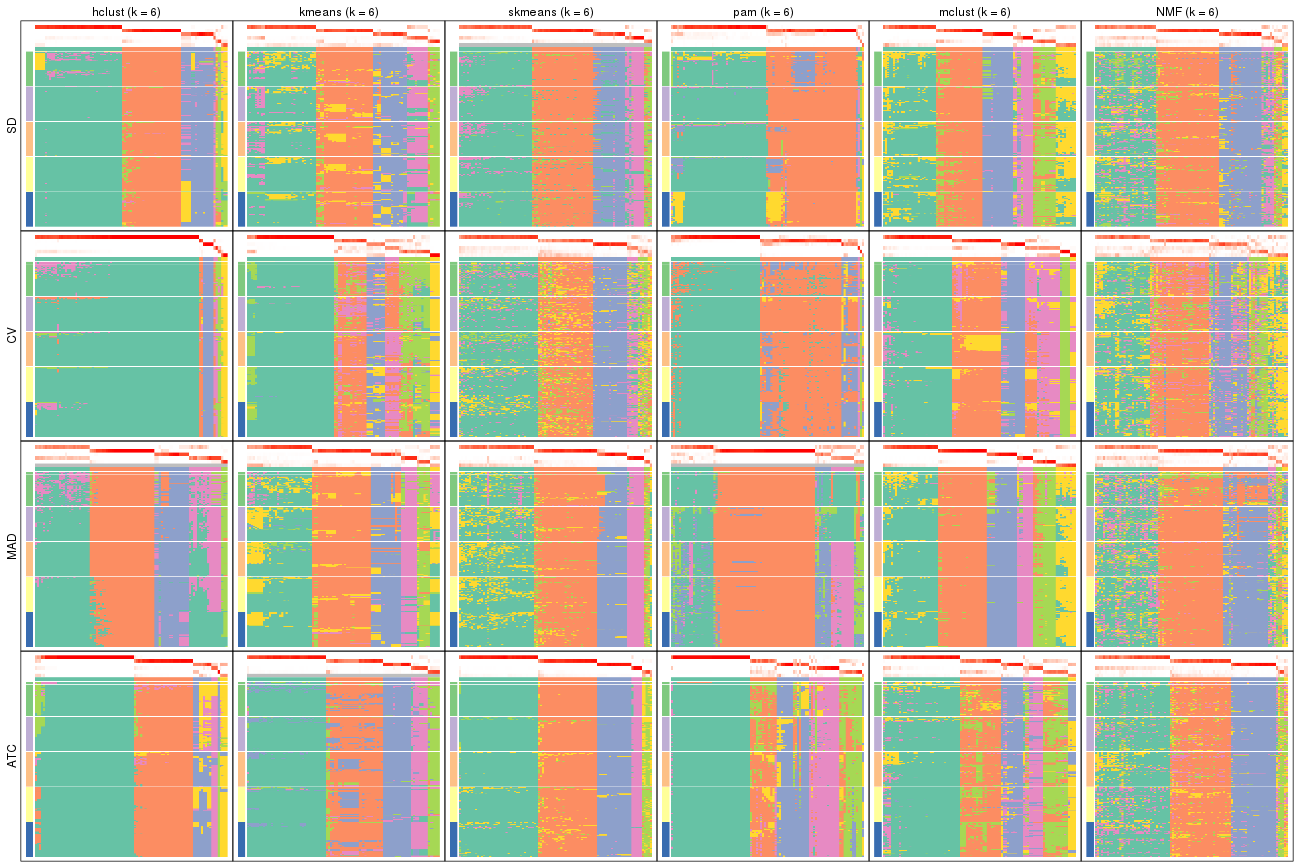 hclust (k = 6) kmeans (k = 6) skmeans (k = 6) pam (k = 6) mclust (k = 6) NMF (k = 6)
SD
CV
MAD
ATC